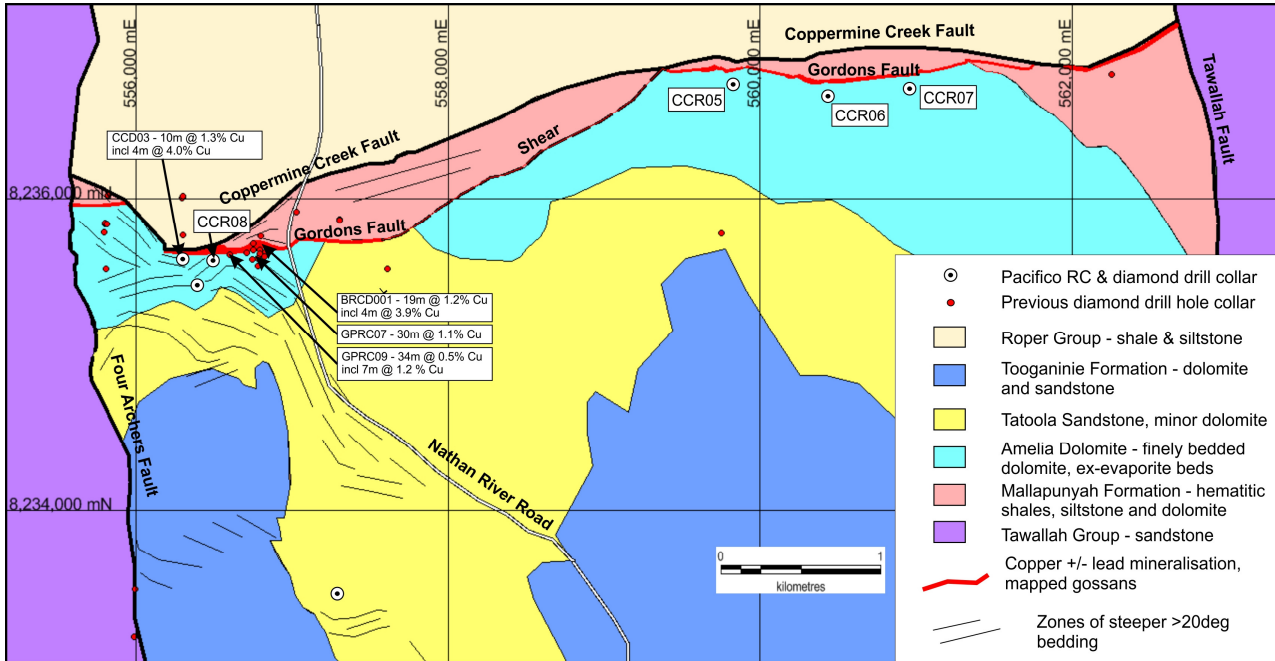 556,000 mE
558,000 mE
560,000 mE
562,000 mE
Coppermine Creek Fault
Gordons Fault
Tawallah Fault
CCR05
CCR06
CCR07
CCD03 - 10m @ 1.3% Cu
incl 4m @ 4.0% Cu
Coppermine Creek Fault
Shear
8,236,000 mN
CCR08
Gordons Fault
BRCD001 - 19m @ 1.2% Cu
incl 4m @ 3.9% Cu
GPRC07 - 30m @ 1.1% Cu
GPRC09 - 34m @ 0.5% Cu
incl 7m @ 1.2 % Cu
Four Archers Fault
Nathan River Road
8,234,000 mN
0 1
kilometres
Pacifico RC & diamond drill collar
Previous diamond drill hole collar
Roper Group - shale & siltstone
Tooganinie Formation - dolomite
and sandstone
Tatoola Sandstone, minor dolomite
Amelia Dolomite - finely bedded
dolomite, ex-evaporite beds
Mallapunyah Formation - hematitic
shales, siltstone and dolomite
Tawallah Group - sandstone
Copper +/- lead mineralisation,
mapped gossans
Zones of steeper >20deg
bedding